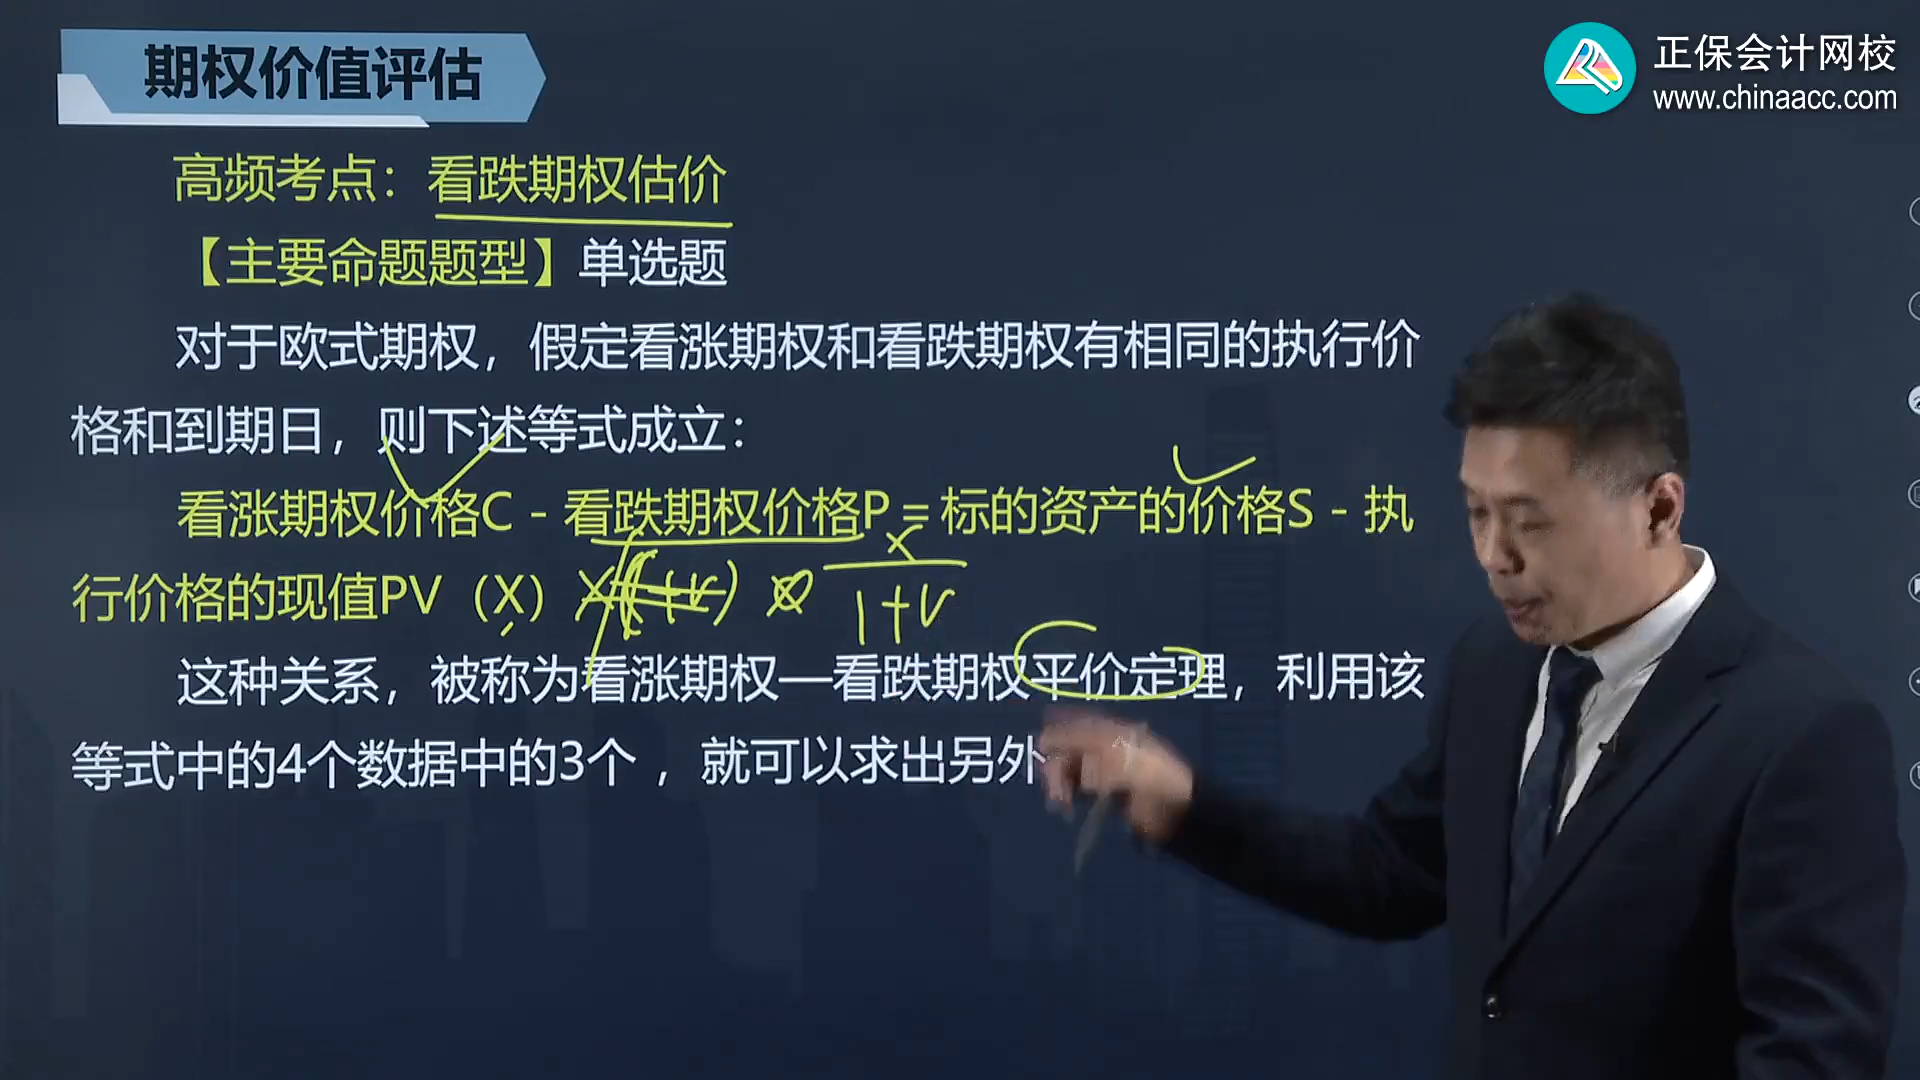 期权价值评估
正保会计网校
www.chinaacc.com
高频考点：看跌期权估价
【主要命题题型】单选题
对于欧式期权，假定看涨期权和看跌期权有相同的执行价
格和到期日，则下述等式成立：
看涨期权价格C - 看跌期权价格P = 标的资产的价格S - 执
行价格的现值PV（X）
x
1+r
这种关系，被称为看涨期权—看跌期权平价定理，利用该
等式中的4个数据中的3个 ，就可以求出另外